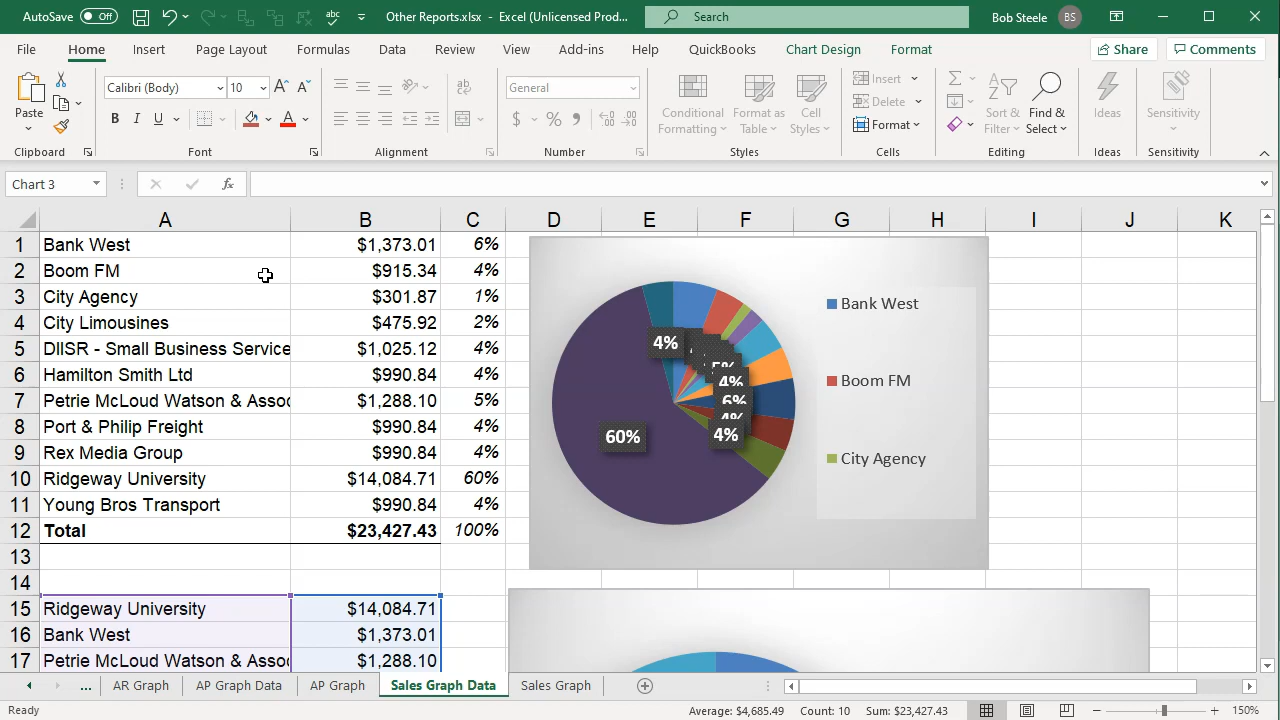 AutoSave Off abc Other Reports.xlsx - Excel (Unlicensed Prod... Search Bob Steele BS
File Home Insert Page Layout Formulas Data Review View Add-ins Help QuickBooks Chart Design Format Share Comments
Calibri (Body) 10 A A ab General Insert
Paste B I U A $ % 9 Conditional Formatting Format as Table Cell Styles Delete Format Sort & Filter Find & Select Ideas Sensitivity
Clipboard Font Alignment Number Styles Cells Editing Ideas Sensitivity
Chart 3 fx
A B C D E F G H I J K
1 Bank West $1,373.01 6%
2 Boom FM $915.34 4%
3 City Agency $301.87 1%
4 City Limousines $475.92 2%
5 DIISR - Small Business Service $1,025.12 4%
6 Hamilton Smith Ltd $990.84 4%
7 Petrie McLoud Watson & Assoc $1,288.10 5%
8 Port & Philip Freight $990.84 4%
9 Rex Media Group $990.84 4%
10 Ridgeway University $14,084.71 60%
11 Young Bros Transport $990.84 4%
12 Total $23,427.43 100%
13
14
15 Ridgeway University $14,084.71
16 Bank West $1,373.01
17 Petrie McLoud Watson & Assoc $1,288.10
Bank West
Boom FM
City Agency
4%
5%
4%
6%
4%
4%
60%
... AR Graph AP Graph Data AP Graph Sales Graph Data Sales Graph
Ready Average: $4,685.49 Count: 10 Sum: $23,427.43 150%